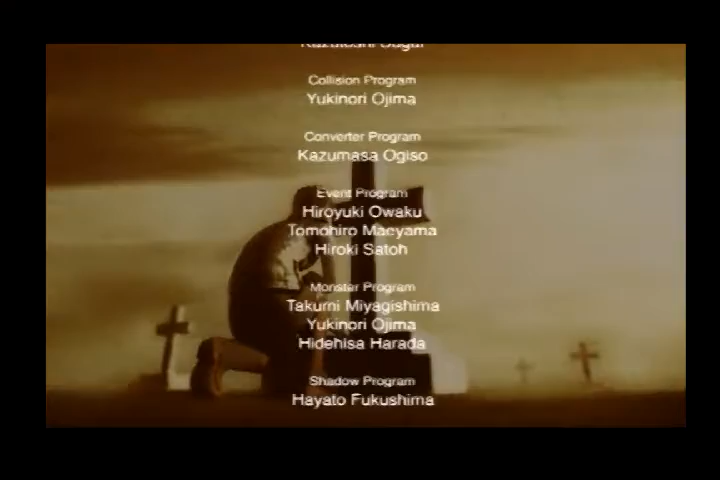 Collision Program
Yukinori Ojima
Converter Program
Kazumasa Ogiso
Event Program
Hiroyuki Owaku
Tomohiro Maeyama
Hiroki Satoh
Monster Program
Takumi Miyagishima
Yukinori Ojima
Hidehisa Harada
Shadow Program
Hayato Fukushima